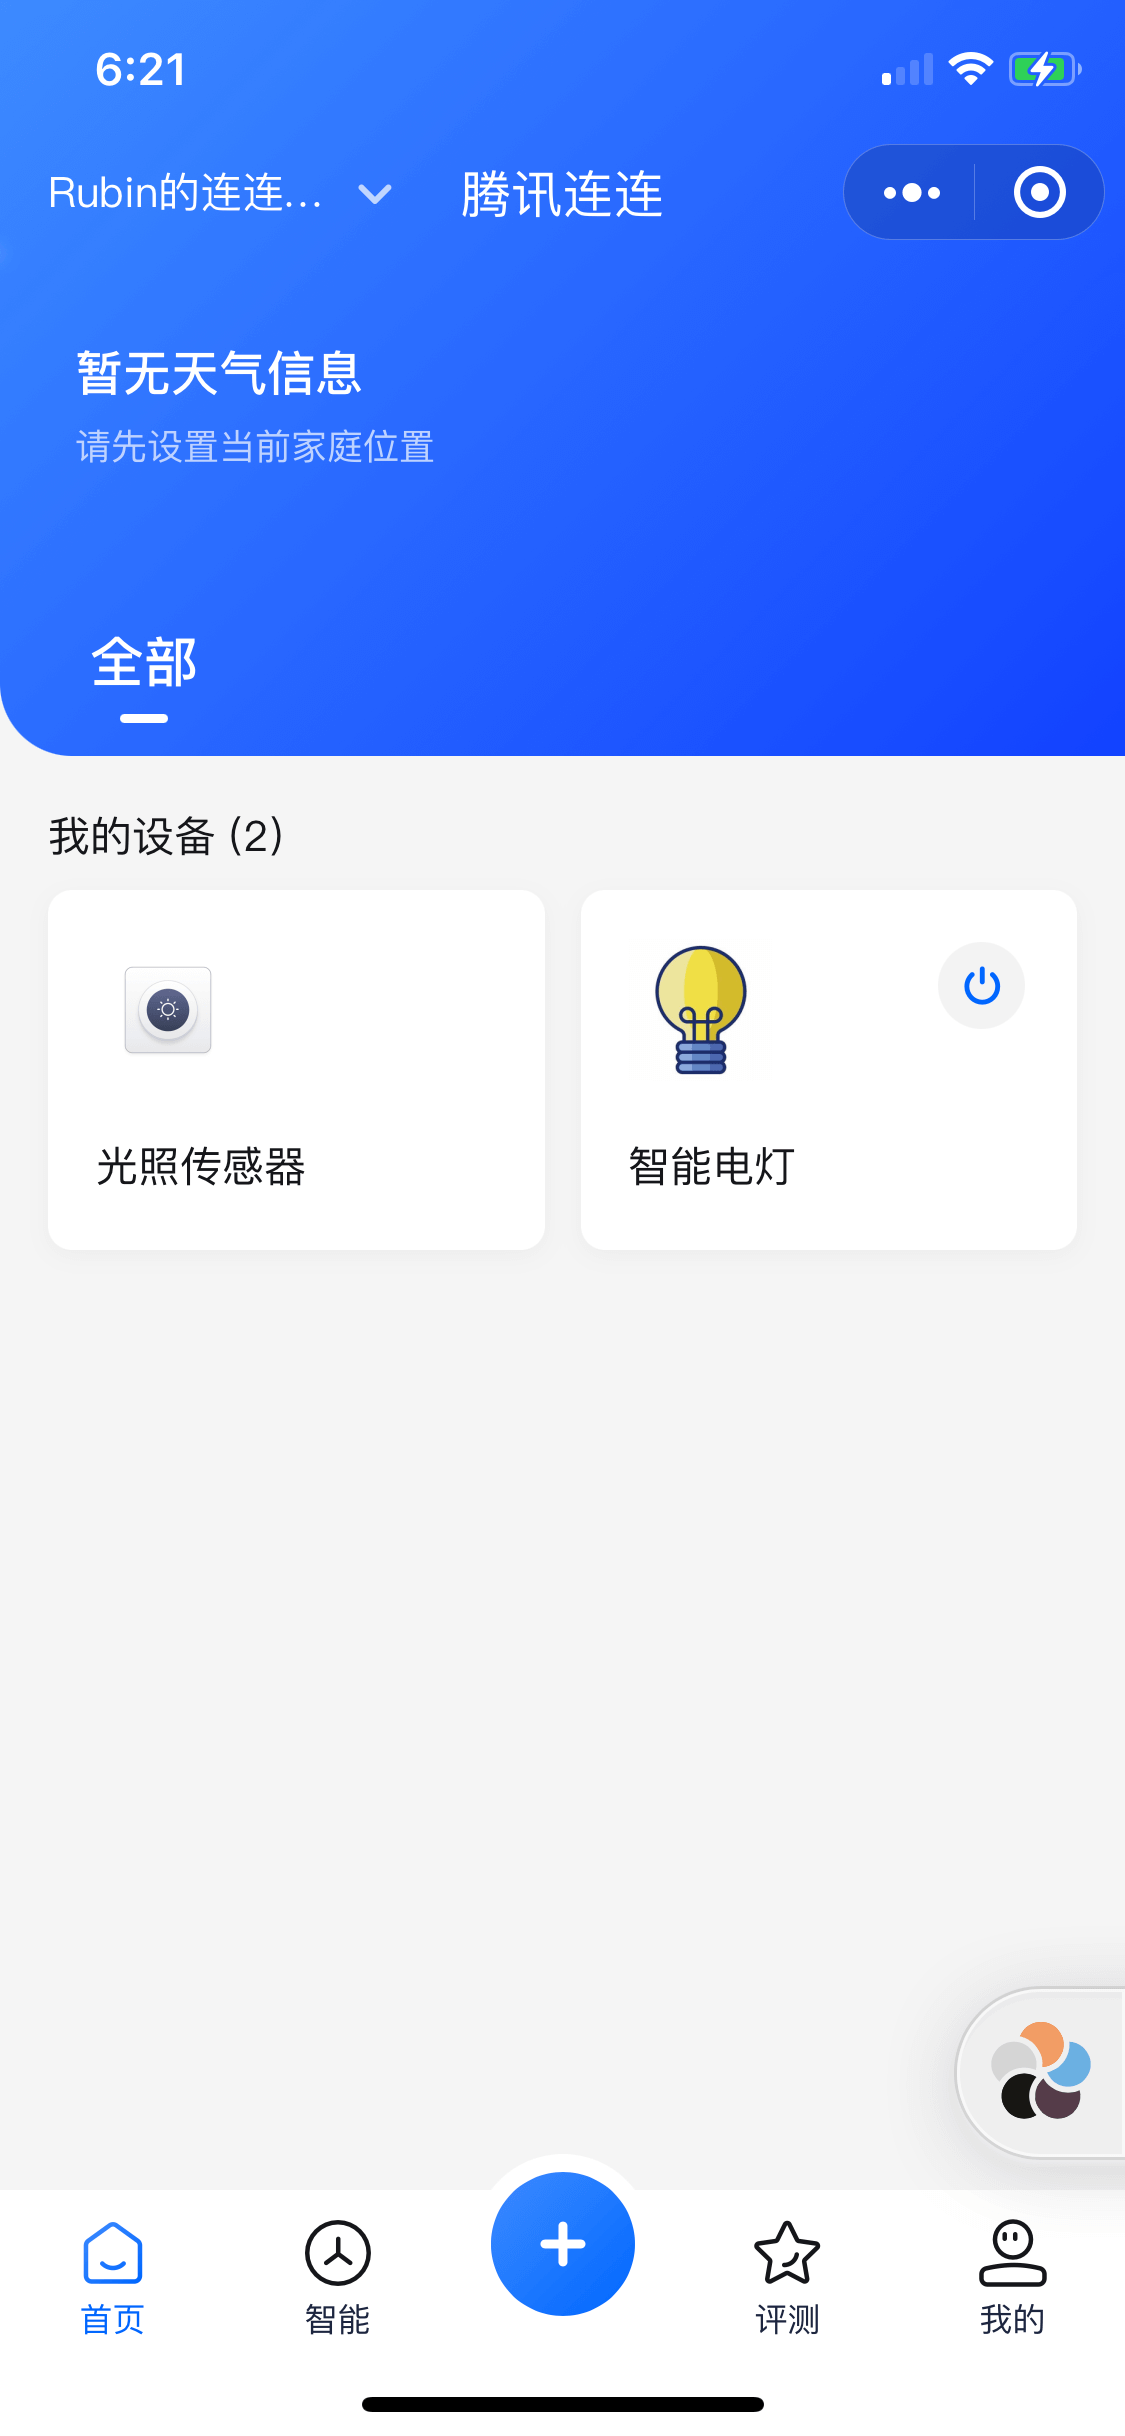 6:21
Rubin的连连...
腾讯连连
暂无天气信息
请先设置当前家庭位置
全部
我的设备 (2)
光照传感器
智能电灯
首页
智能
评测
我的